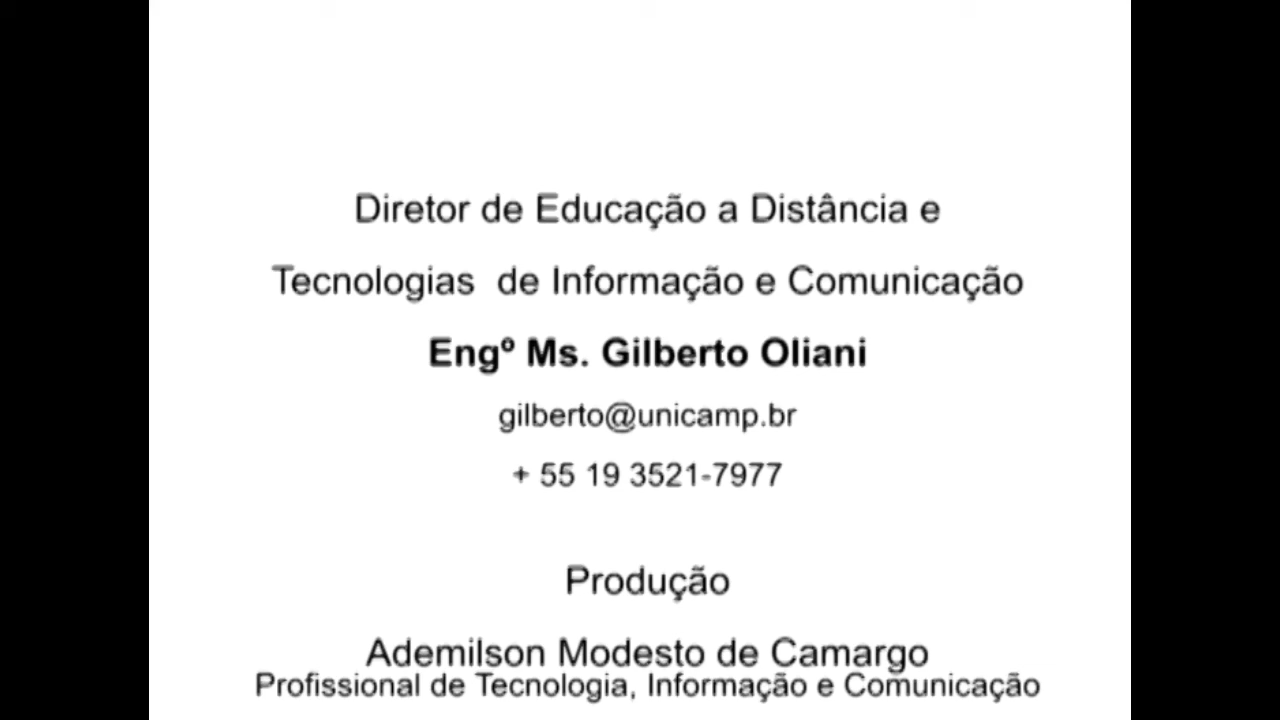 Diretor de Educação a Distância e
Tecnologias de Informação e Comunicação
Engº Ms. Gilberto Oliani
gilberto@unicamp.br
+ 55 19 3521-7977
Produção
Ademilson Modesto de Camargo
Profissional de Tecnologia, Informação e Comunicação